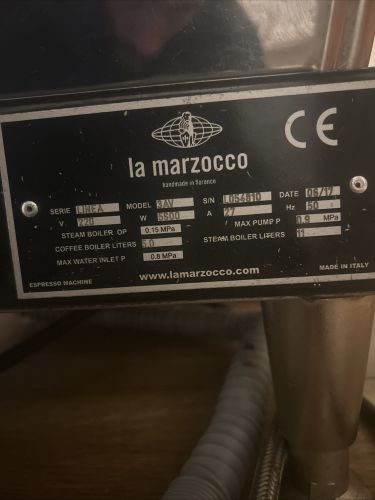 la marzocco
handmade in florence
CE
SERIE LINEA MODEL 3AV S/N L054810 DATE 05/17
V. 220 W 5500 A 27 Hz 50
STEAM BOILER OP 0.15 MPa MAX PUMP P 0.9 MPa
COFFEE BOILER LITERS 5.0 STEAM BOILER LITERS 11
MAX WATER INLET P 0.8 MPa
www.lamarzocco.com
ESPRESSO MACHINE MADE IN ITALY